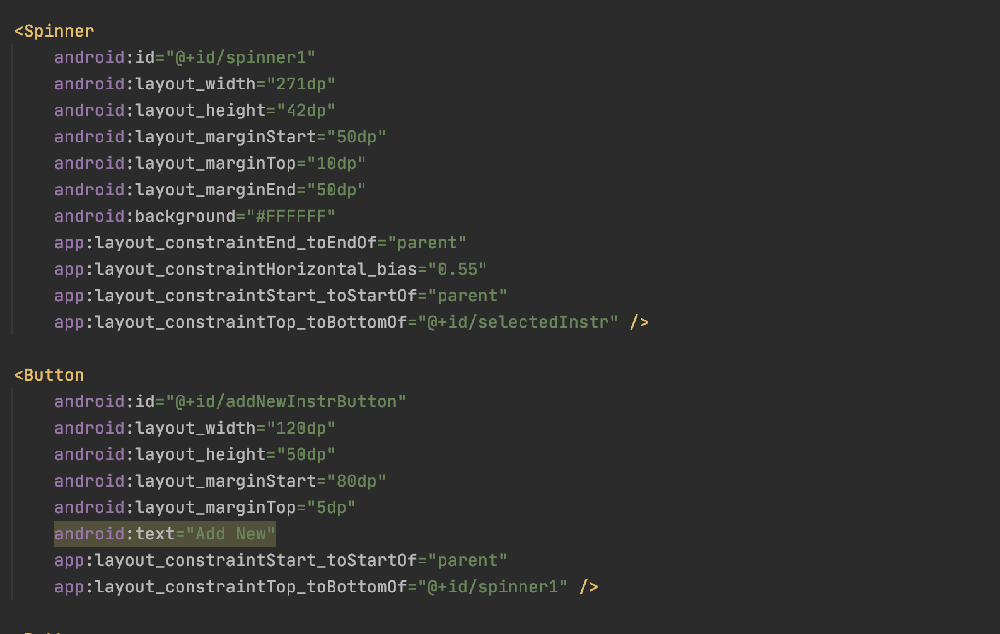 <Spinner
android:id="@+id/spinner1"
android:layout_width="271dp"
android:layout_height="42dp"
android:layout_marginStart="50dp"
android:layout_marginTop="10dp"
android:layout_marginEnd="50dp"
android:background="#FFFFFF"
app:layout_constraintEnd_toEndOf="parent"
app:layout_constraintHorizontal_bias="0.55"
app:layout_constraintStart_toStartOf="parent"
app:layout_constraintTop_toBottomOf="@+id/selectedInstr" />
<Button
android:id="@+id/addNewInstrButton"
android:layout_width="120dp"
android:layout_height="50dp"
android:layout_marginStart="80dp"
android:layout_marginTop="5dp"
android:text="Add New"
app:layout_constraintStart_toStartOf="parent"
app:layout_constraintTop_toBottomOf="@+id/spinner1" />